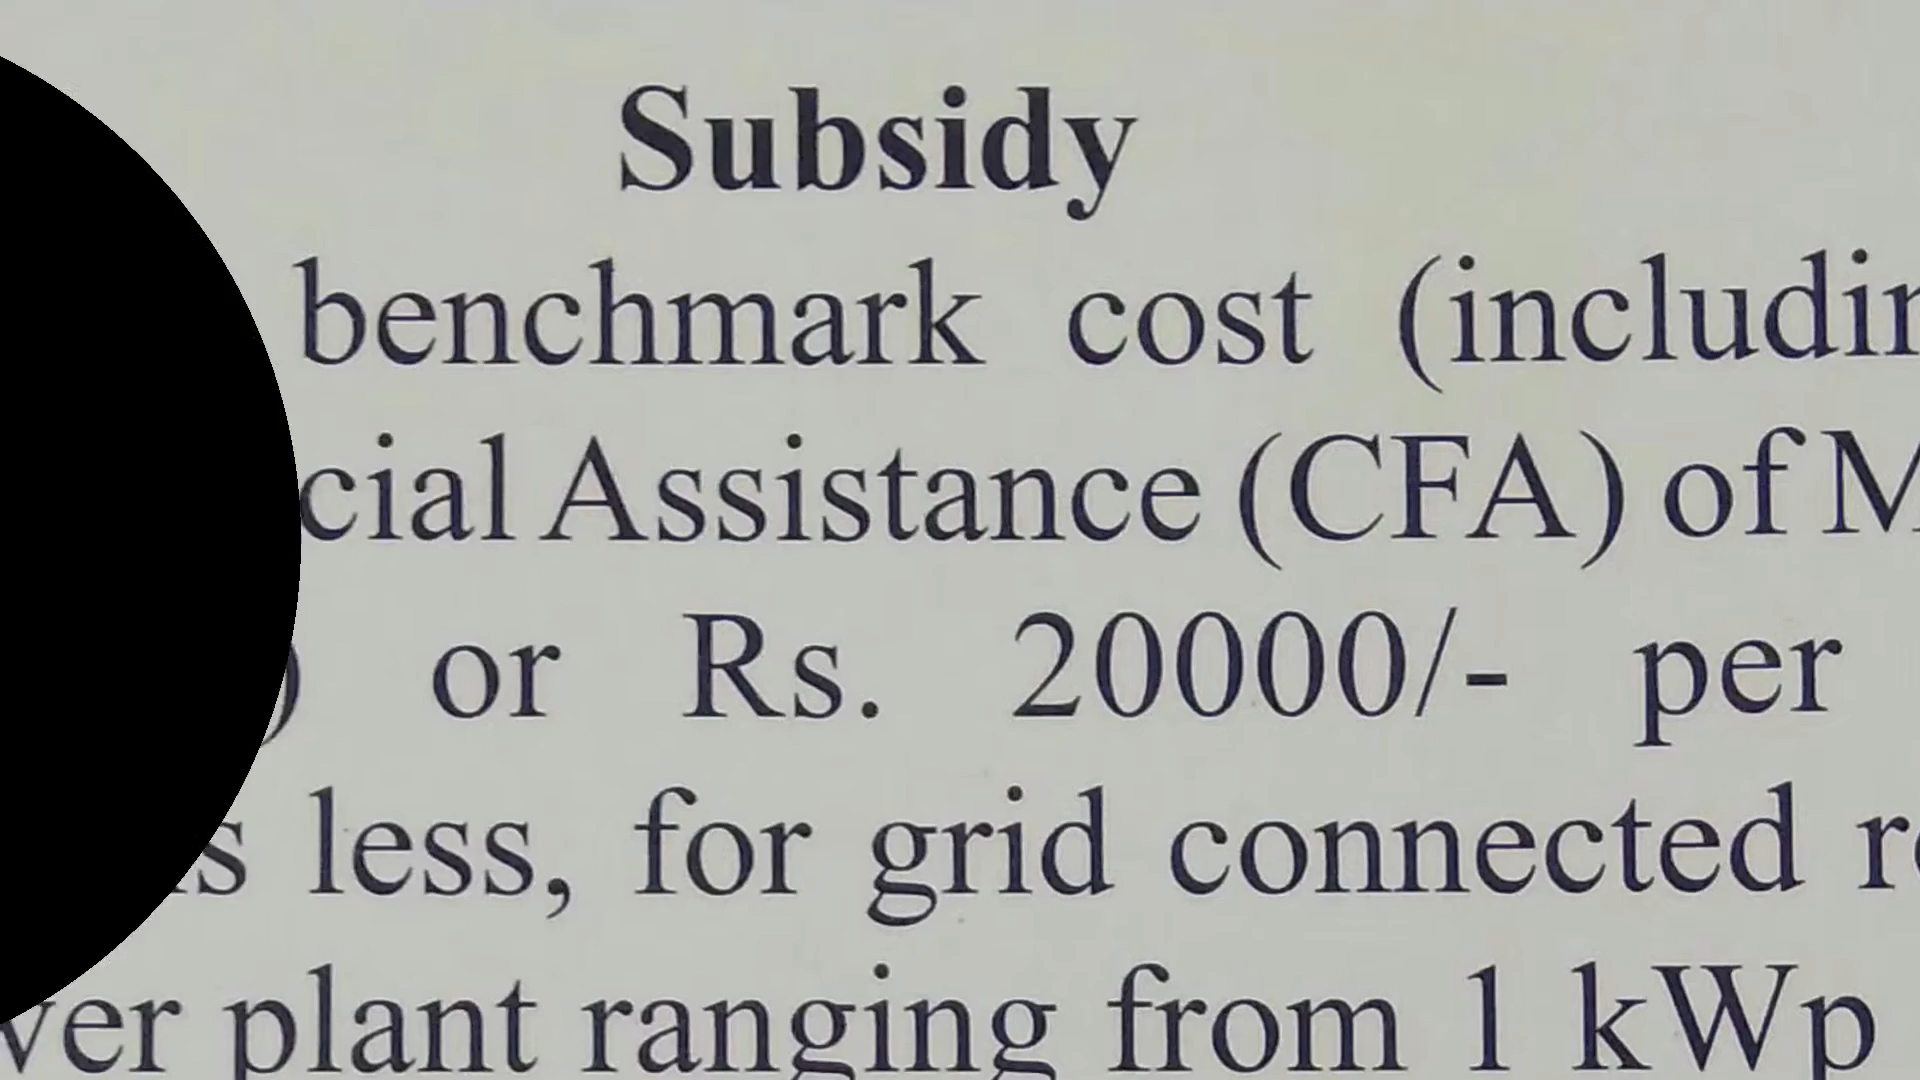 Subsidy
benchmark cost (includin
cial Assistance (CFA) of M
) or Rs. 20000/- per
s less, for grid connected r
ver plant ranging from 1 kWp